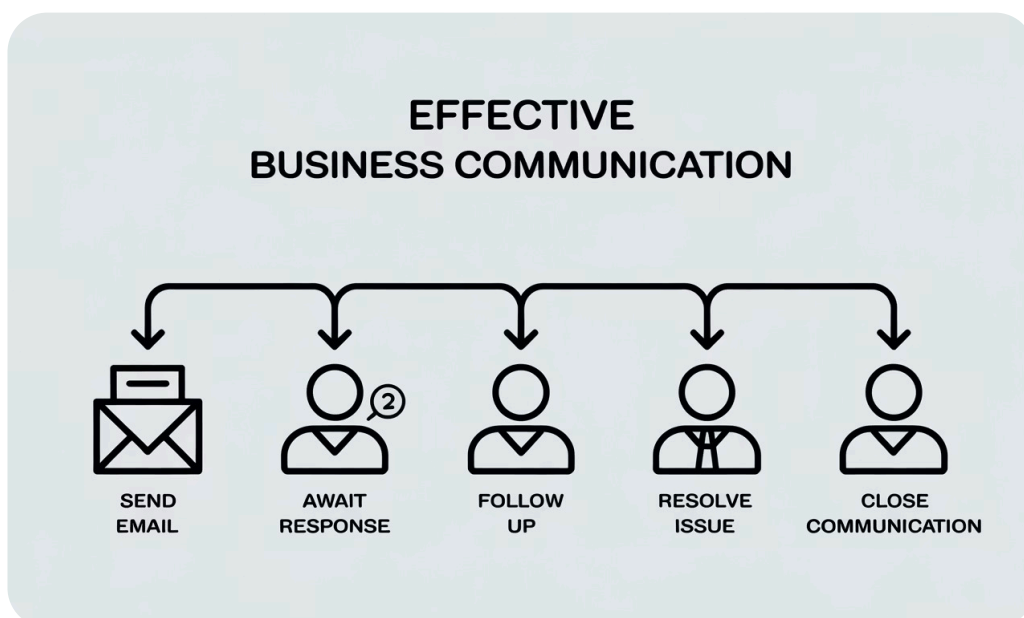 EFFECTIVE
BUSINESS COMMUNICATION
2
SEND
EMAIL
AWAIT
RESPONSE
FOLLOW
UP
RESOLVE
ISSUE
CLOSE
COMMUNICATION